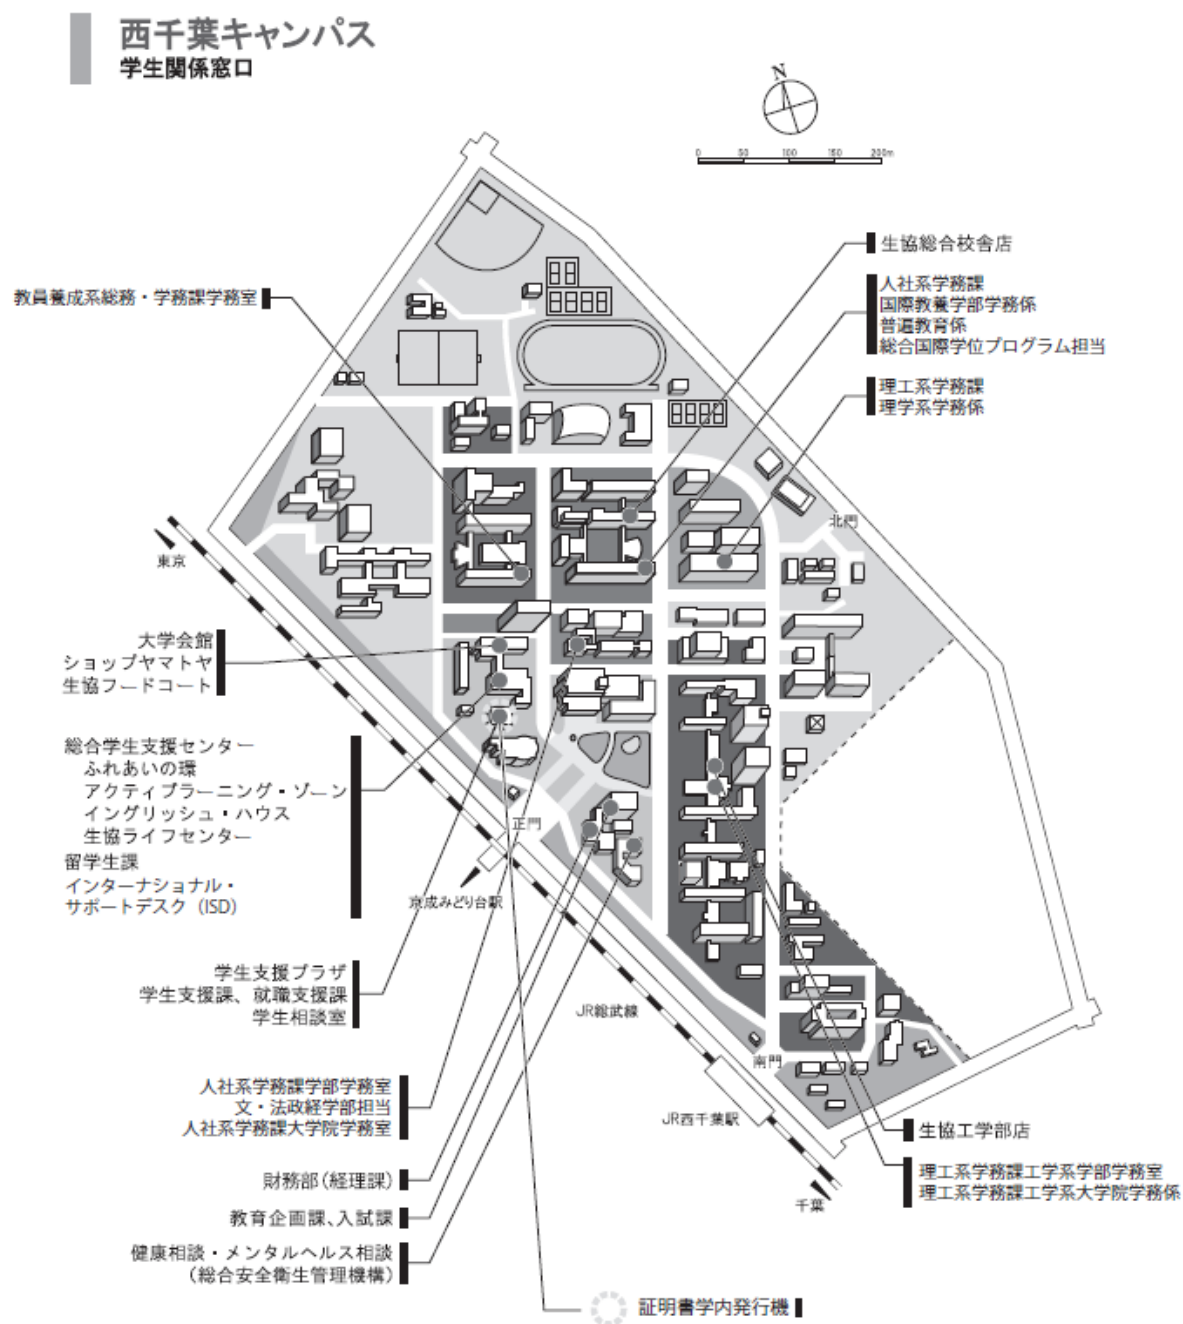 西千葉キャンパス
学生関係窓口
N
0 50 100 150 200m
生協総合校舎店
人社系学務課
国際教養学部学務係
普遍教育係
総合国際学位プログラム担当
教員養成系総務・学務課学務室
理工系学務課
理学系学務係
北門
東京
大学会館
ショップヤマトヤ
生協フードコート
総合学生支援センター
ふれあいの環
アクティブラーニング・ゾーン
イングリッシュ・ハウス
生協ライフセンター
留学生課
インターナショナル・
サポートデスク（ISD）
正門
京成みどり台駅
学生支援プラザ
学生支援課、就職支援課
学生相談室
JR総武線
南門
人社系学務課学部学務室
文・法政経学部担当
人社系学務課大学院学務室
JR西千葉駅
生協工学部店
理工系学務課工学系学部学務室
理工系学務課工学系大学院学務係
財務部（経理課）
千葉
教育企画課、入試課
健康相談・メンタルヘルス相談
（総合安全衛生管理機構）
証明書学内発行機